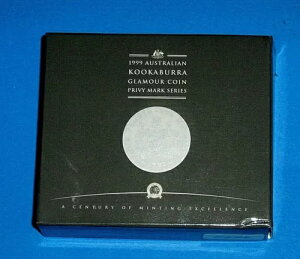 1999 AUSTRALIAN
KOOKABURRA
GLAMOUR COIN
PRIVY MARK SERIES
A CENTURY OF MINTING EXCELLENCE